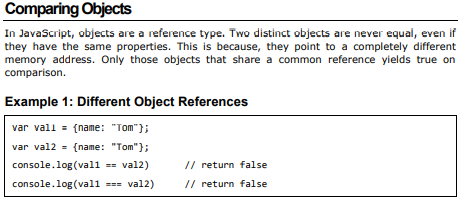 Comparing Objects
In JavaScript, objects are a reference type. Two distinct objects are never equal, even if
they have the same properties. This is because, they point to a completely different
memory address. Only those objects that share a common reference yields true on
comparison.
Example 1: Different Object References
var val1 = {name: "Tom"};
var val2 = {name: "Tom"};
console.log(val1 == val2) // return false
console.log(val1 === val2) // return false